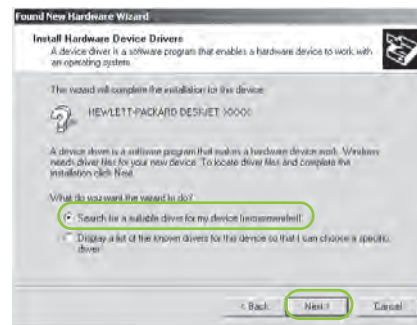 Found New Hardware Wizard
Install Hardware Device Drivers
A device driver is a software program that enables a hardware device to work with
an operating system.
This wizard will complete the installation for this device:
HEWLETT-PACKARD DESKJET XXXX
A device driver is a software program that makes a hardware device work. Windows
needs driver files for your new device. To locate driver files and complete the
installation click Next.
What do you want the wizard to do?
Search for a suitable driver for my device (recommended)
Display a list of the known drivers for this device so that I can choose a specific
driver
< Back
Next >
Cancel